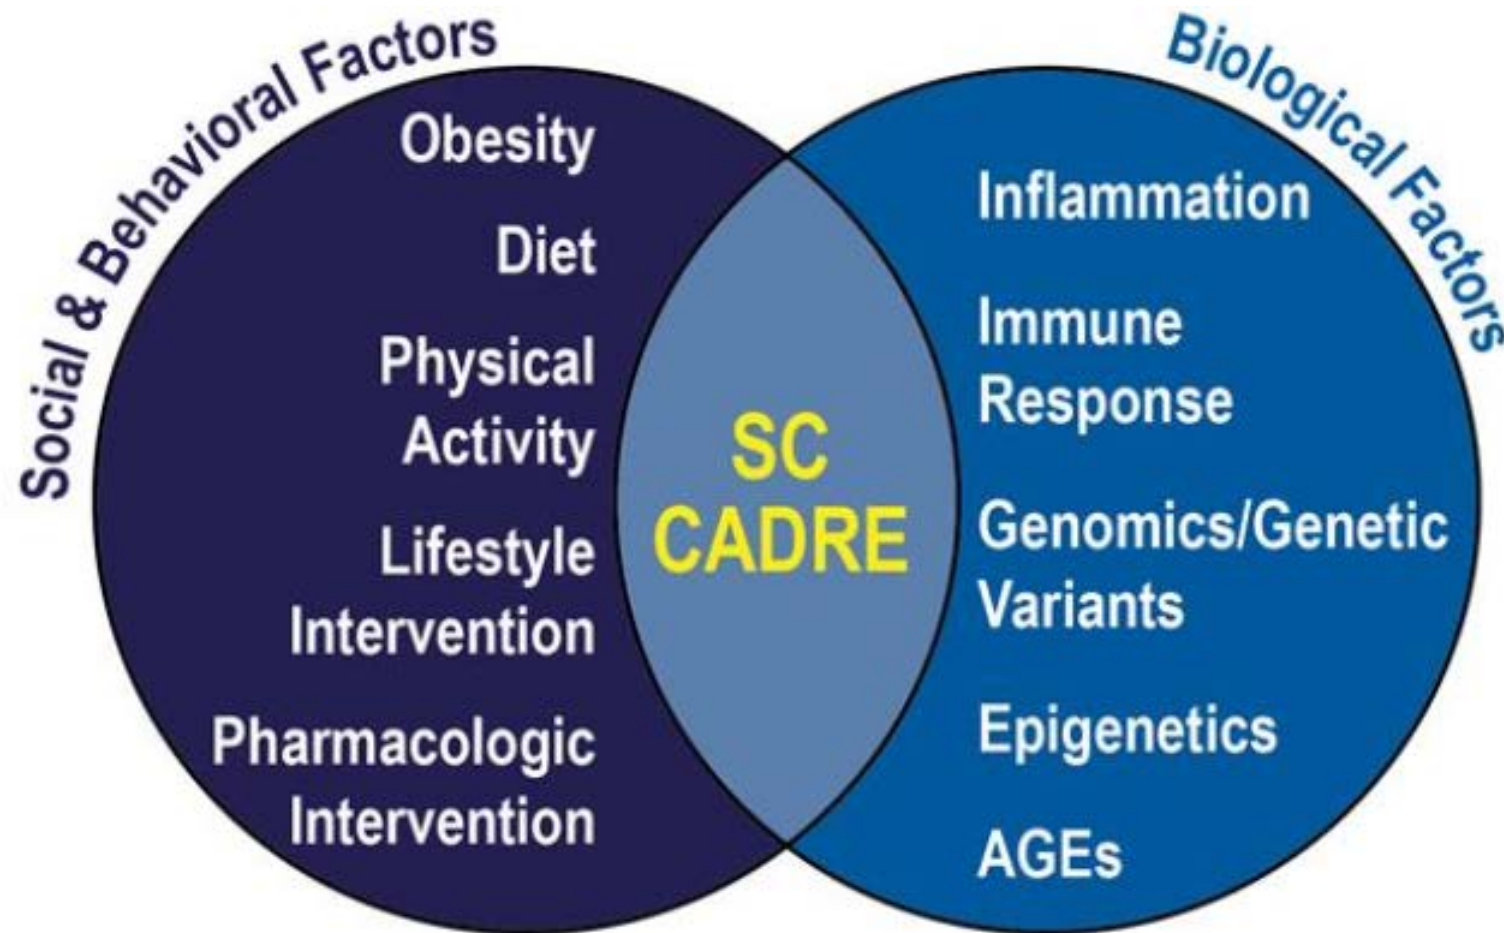 Social & Behavioral Factors
Obesity
Diet
Physical
Activity
Lifestyle
Intervention
Pharmacologic
Intervention
SC
CADRE
Biological Factors
Inflammation
Immune
Response
Genomics/Genetic
Variants
Epigenetics
AGEs